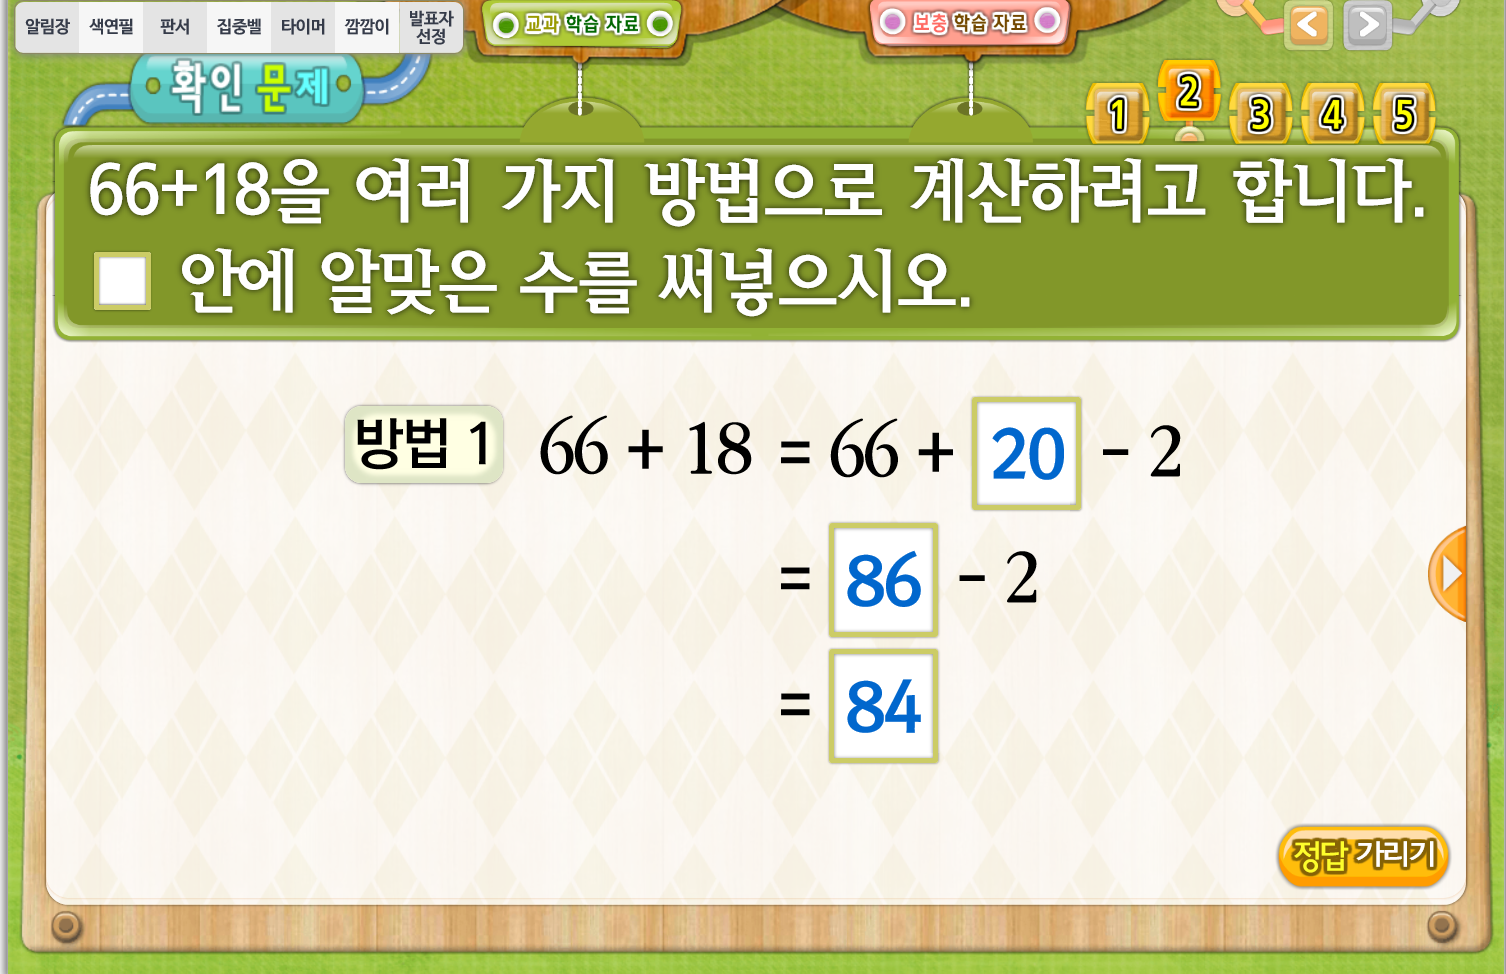 알림장 색연필 판서 집중벨 타이머 깜깜이 발표자 선정
교과 학습 자료
보충 학습 자료
확인 문제
1 2 3 4 5
66+18을 여러 가지 방법으로 계산하려고 합니다.
□ 안에 알맞은 수를 써넣으시오.
방법 1 66 + 18 = 66 + 20 - 2
= 86 - 2
= 84
정답 가리기